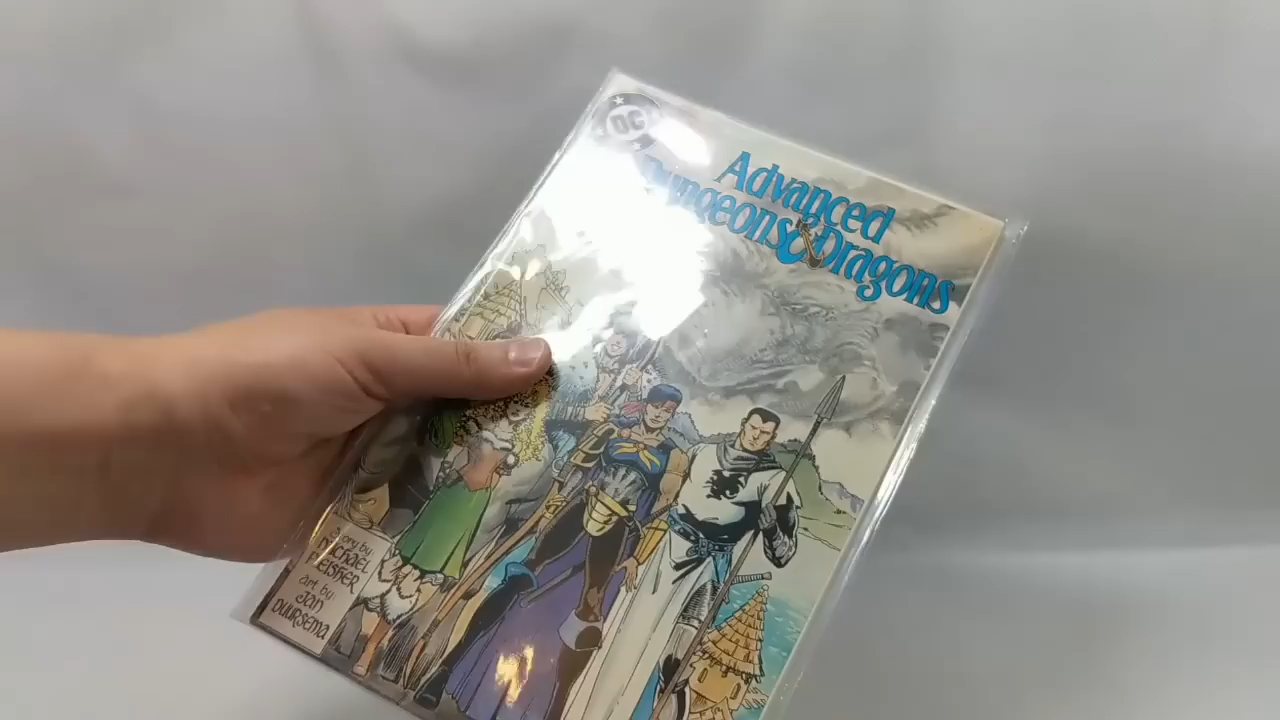 DC
Advanced
Dungeons & Dragons
Story by:
Michael
Fleisher
art by:
Jan
Duursema